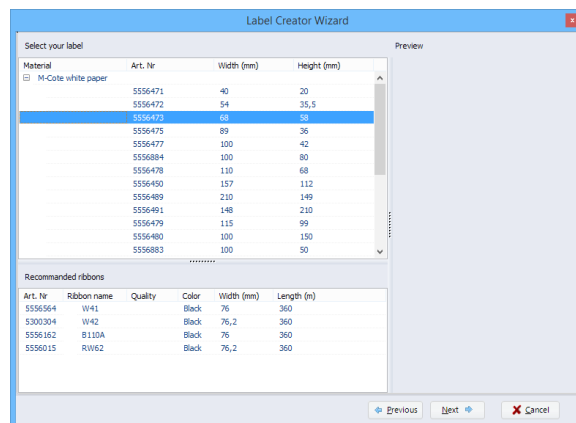 Label Creator Wizard
x
Select your label
Preview
Material Art. Nr Width (mm) Height (mm)
M-Cote white paper
5556471 40 20
5556472 54 35,5
5556473 68 58
5556475 89 36
5556477 100 42
5556884 100 80
5556478 110 68
5556450 157 112
5556489 210 149
5556491 148 210
5556479 115 99
5556480 100 150
5556883 100 50
Recommanded ribbons
Art. Nr Ribbon name Quality Color Width (mm) Length (m)
5556564 W41 Black 76 360
5300304 W42 Black 76,2 360
5556162 B110A Black 76 360
5556015 RW62 Black 76,2 360
Previous Next Cancel